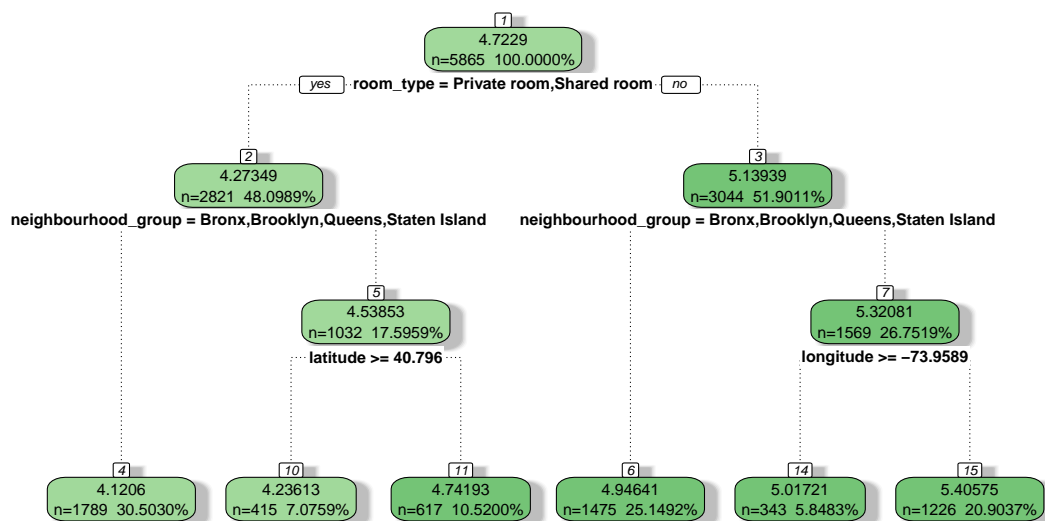 1
4.7229
n=5865 100.0000%
yes room_type = Private room,Shared room no
2
4.27349
n=2821 48.0989%
neighbourhood_group = Bronx,Brooklyn,Queens,Staten Island
3
5.13939
n=3044 51.9011%
neighbourhood_group = Bronx,Brooklyn,Queens,Staten Island
5
4.53853
n=1032 17.5959%
latitude >= 40.796
7
5.32081
n=1569 26.7519%
longitude >= −73.9589
4
4.1206
n=1789 30.5030%
10
4.23613
n=415 7.0759%
11
4.74193
n=617 10.5200%
6
4.94641
n=1475 25.1492%
14
5.01721
n=343 5.8483%
15
5.40575
n=1226 20.9037%